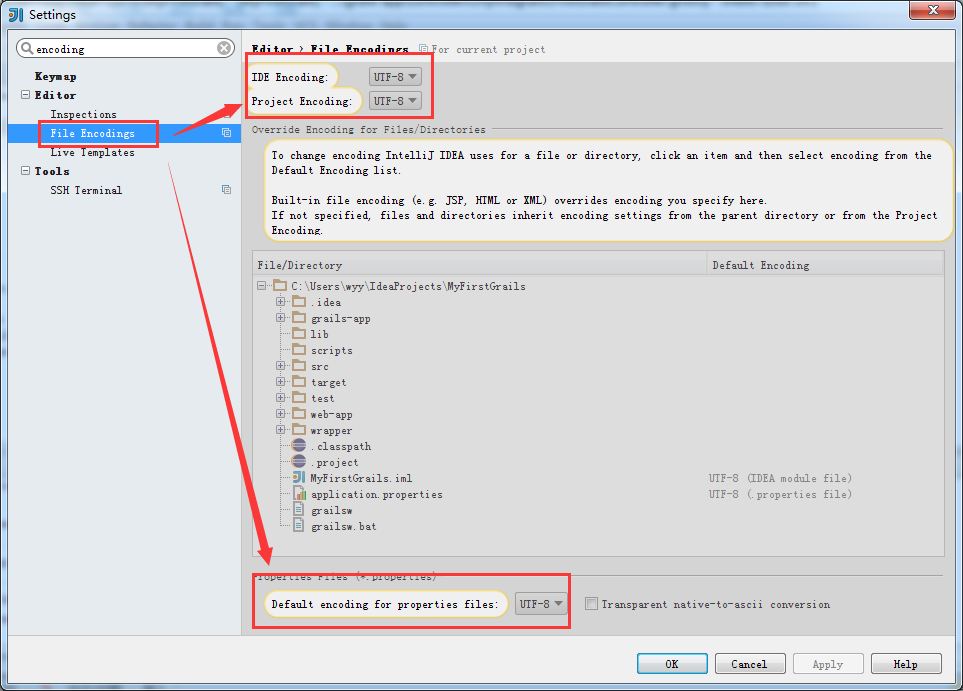 Settings
encoding
Editor › File Encodings For current project
Keymap
Editor
Inspections
File Encodings
Live Templates
Tools
SSH Terminal
IDE Encoding: UTF-8
Project Encoding: UTF-8
Override Encoding for Files/Directories
To change encoding IntelliJ IDEA uses for a file or directory, click an item and then select encoding from the
Default Encoding list.
Built-in file encoding (e.g. JSP, HTML or XML) overrides encoding you specify here.
If not specified, files and directories inherit encoding settings from the parent directory or from the Project
Encoding.
File/Directory Default Encoding
C:\Users\wyy\IdeaProjects\MyFirstGrails
.idea
grails-app
lib
scripts
src
target
test
web-app
wrapper
.classpath
.project
MyFirstGrails.iml UTF-8 (IDEA module file)
application.properties UTF-8 (.properties file)
grailsw
grailsw.bat
Properties Files (*.properties)
Default encoding for properties files: UTF-8 Transparent native-to-ascii conversion
OK Cancel Apply Help